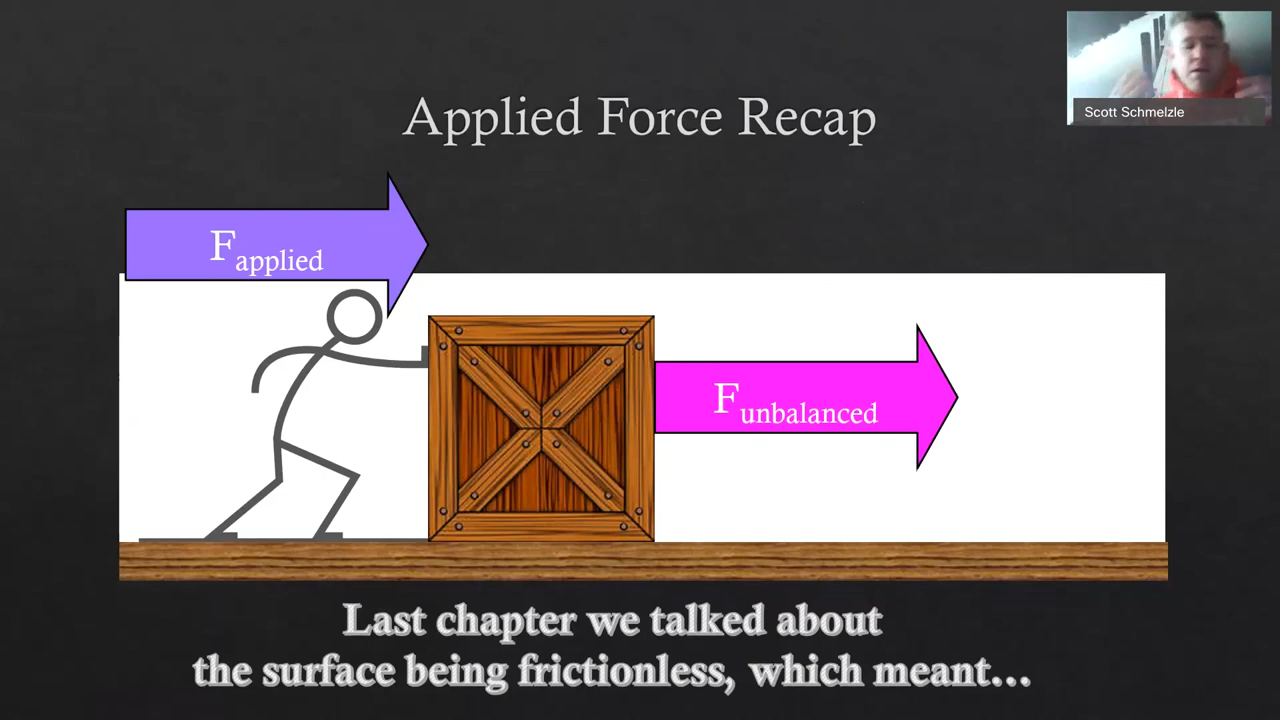 Scott Schmelzle
Applied Force Recap
Fapplied
Funbalanced
Last chapter we talked about
the surface being frictionless, which meant...